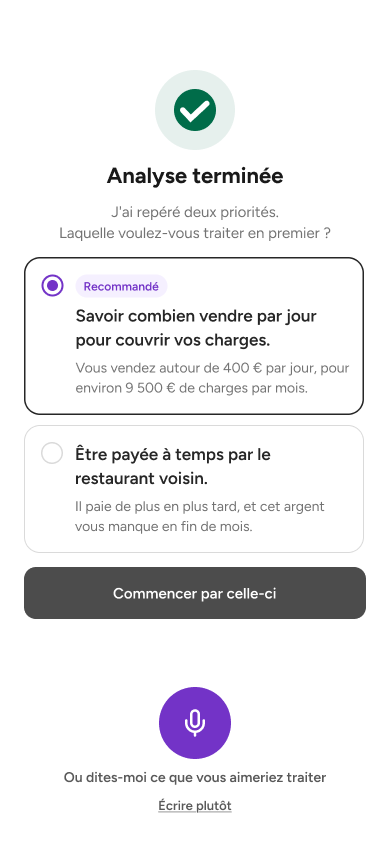 Analyse terminée
J'ai repéré deux priorités.
Laquelle voulez-vous traiter en premier ?
Recommandé
Savoir combien vendre par jour
pour couvrir vos charges.
Vous vendez autour de 400 € par jour, pour
environ 9 500 € de charges par mois.
Être payée à temps par le
restaurant voisin.
Il paie de plus en plus tard, et cet argent
vous manque en fin de mois.
Commencer par celle-ci
Ou dites-moi ce que vous aimeriez traiter
Écrire plutôt